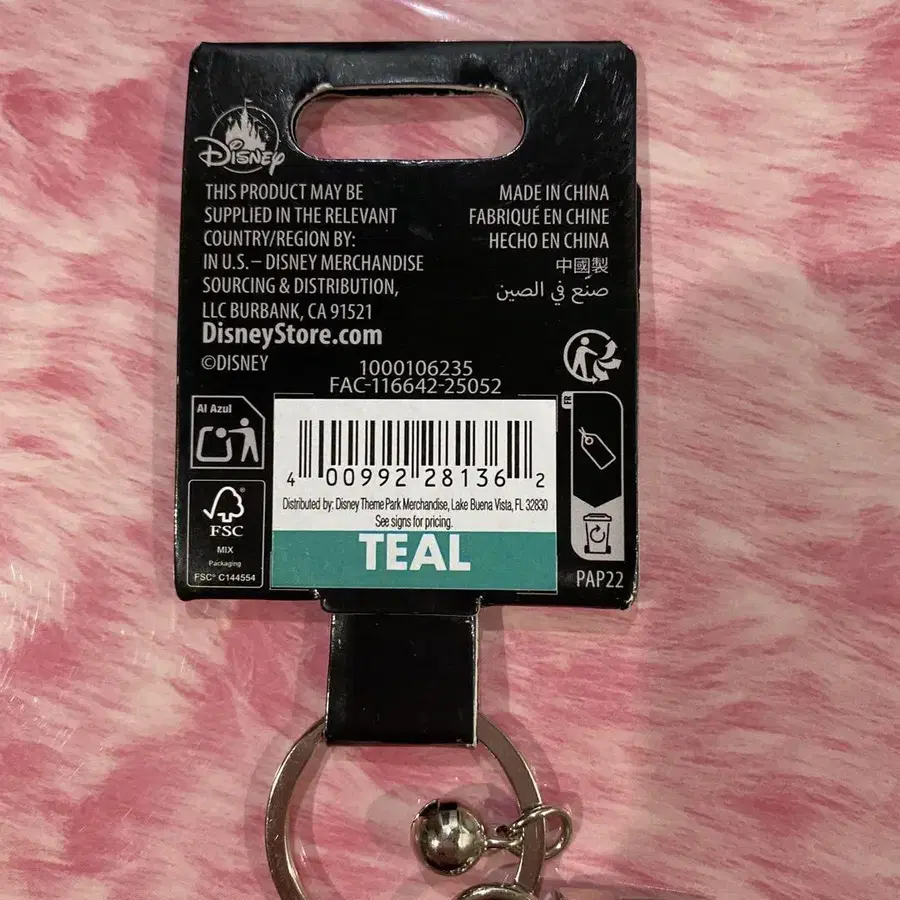 DISNEY
THIS PRODUCT MAY BE
SUPPLIED IN THE RELEVANT
COUNTRY/REGION BY:
IN U.S. – DISNEY MERCHANDISE
SOURCING & DISTRIBUTION,
LLC BURBANK, CA 91521
DisneyStore.com
©DISNEY
MADE IN CHINA
FABRIQUÉ EN CHINE
HECHO EN CHINA
中國製
صنع في الصين
1000106235
FAC-116642-25052
Al Azul
FSC®
MIX
Packaging
FSC® C144554
4 00992 28136 2
Distributed by: Disney Theme Park Merchandise, Lake Buena Vista, FL 32830
See signs for pricing.
TEAL
FR
PAP22